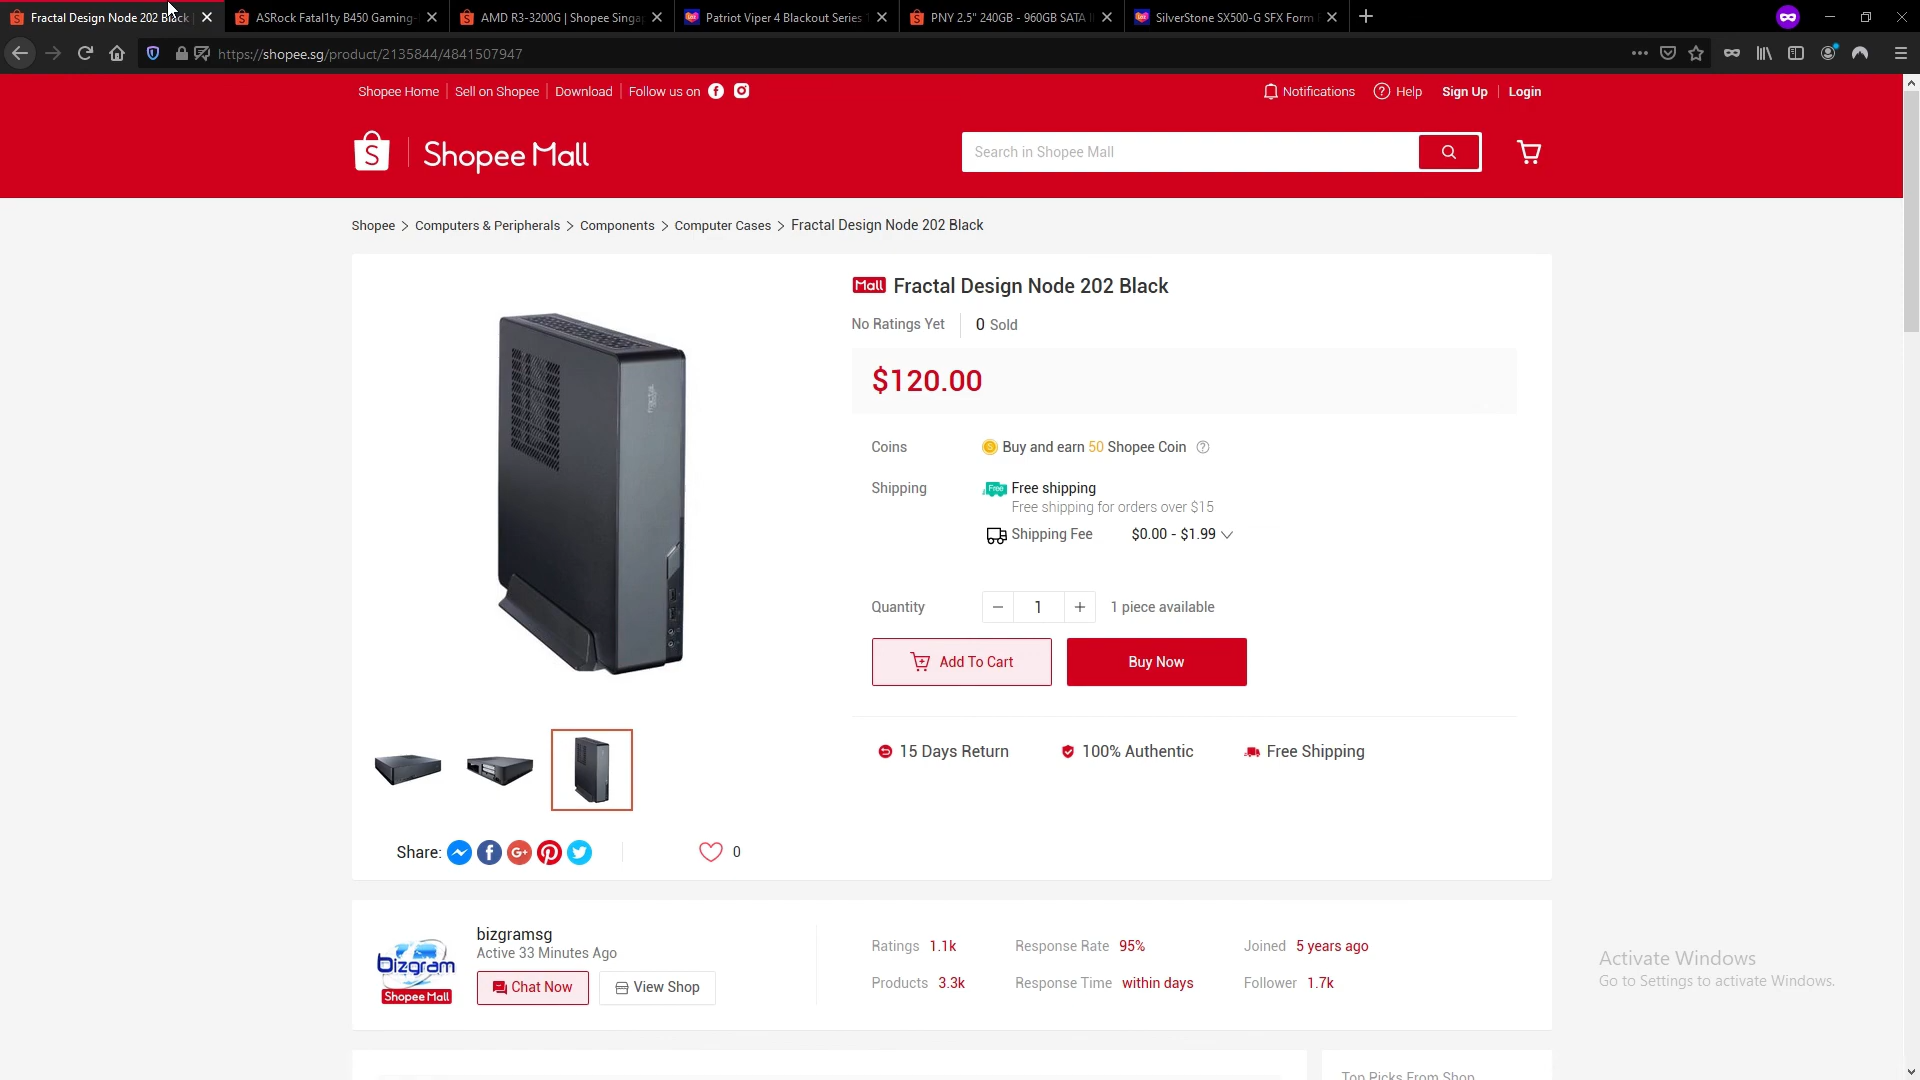 Fractal Design Node 202 Black
ASRock Fatal1ty B450 Gaming-
AMD R3-3200G | Shopee Singa
Patriot Viper 4 Blackout Series
PNY 2.5" 240GB - 960GB SATA
SilverStone SX500-G SFX Form
https://shopee.sg/product/2135844/4841507947
Shopee Home
Sell on Shopee
Download
Follow us on
Notifications
Help
Sign Up
Login
S
Shopee Mall
Search in Shopee Mall
Shopee > Computers & Peripherals > Components > Computer Cases > Fractal Design Node 202 Black
Mall Fractal Design Node 202 Black
No Ratings Yet
0 Sold
$120.00
Coins
Buy and earn 50 Shopee Coin
Shipping
Free
Free shipping
Free shipping for orders over $15
Shipping Fee
$0.00 - $1.99
Quantity
1
1 piece available
Add To Cart
Buy Now
15 Days Return
100% Authentic
Free Shipping
Share:
0
bizgram
Shopee Mall
bizgramsg
Active 33 Minutes Ago
Chat Now
View Shop
Ratings 1.1k
Response Rate 95%
Joined 5 years ago
Products 3.3k
Response Time within days
Follower 1.7k
Activate Windows
Go to Settings to activate Windows.
Top Picks From Shop